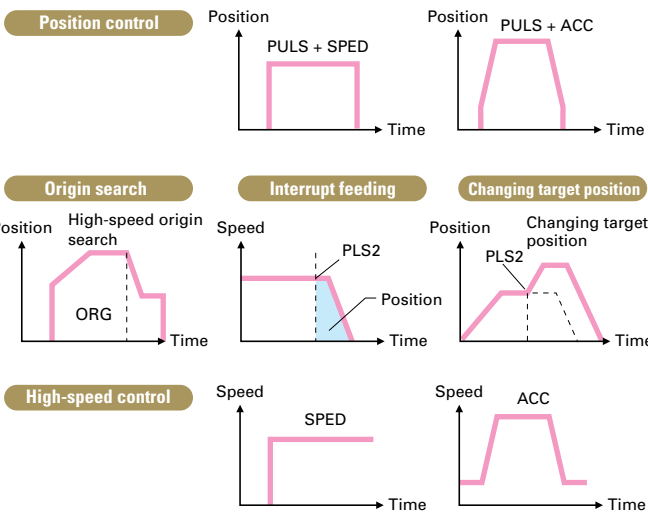 Position control
Position
PULS + SPED
Time
Position
PULS + ACC
Time
Origin search
Position
High-speed origin
search
ORG
Time
Interrupt feeding
Speed
PLS2
Position
Time
Changing target position
Position
Changing target
position
PLS2
Time
High-speed control
Speed
SPED
Time
Speed
ACC
Time